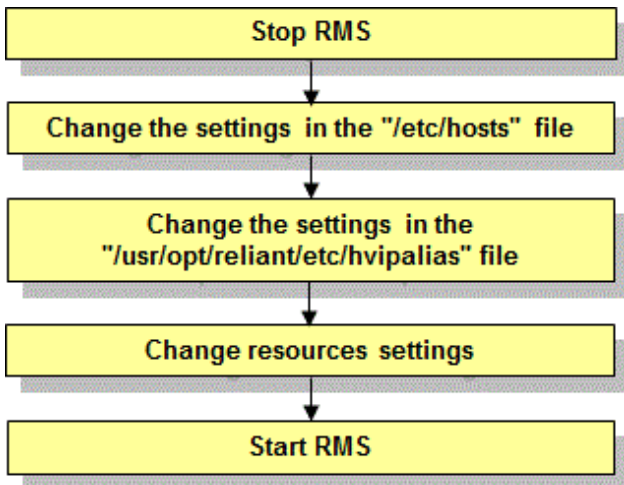 Stop RMS
Change the settings in the "/etc/hosts" file
Change the settings in the
"/usr/opt/reliant/etc/hvipalias" file
Change resources settings
Start RMS